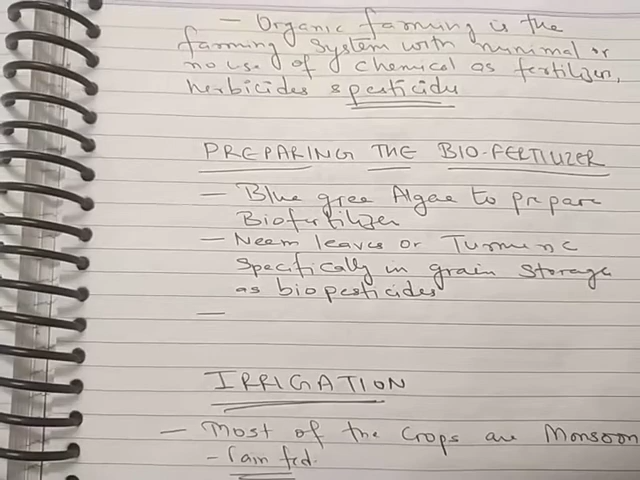 - Organic farming is the
farming system with minimal or
no use of chemical as fertilizer,
herbicides & pesticides
PREPARING THE BIO-FERTILIZER
- Blue gree Algae to prepare
Biofertilizer
- Neem leaves or Turmeric
Specifically in grain storage
as biopesticides
-
IRRIGATION
- Most of the Crops are Monsoon
- rain fed.